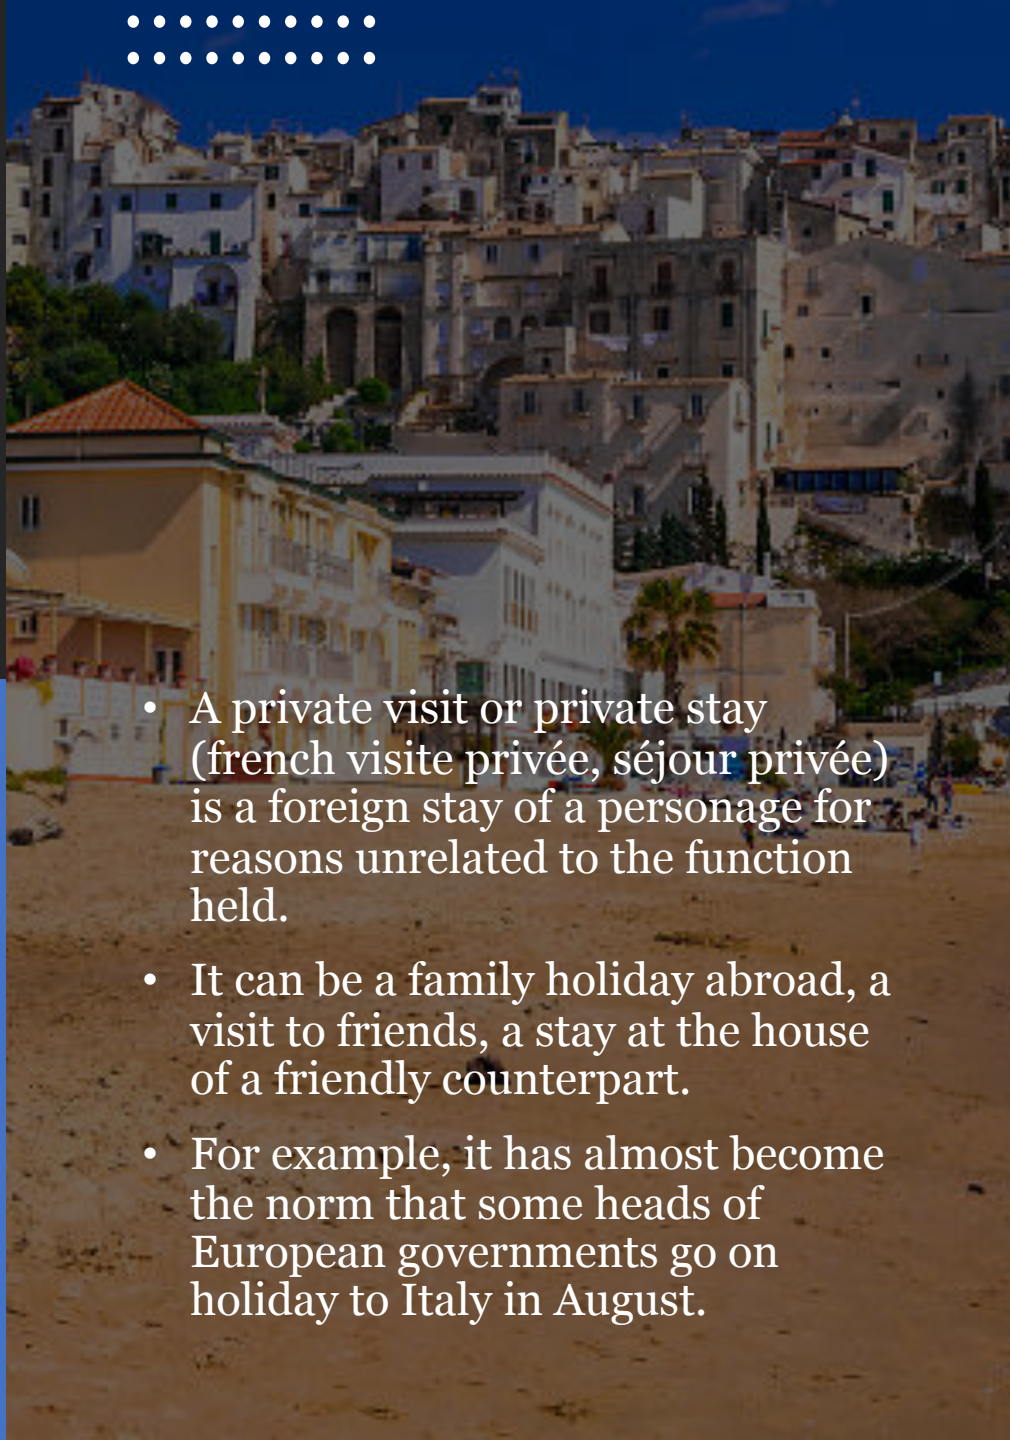 • A private visit or private stay
(french visite privée, séjour privée)
is a foreign stay of a personage for
reasons unrelated to the function
held.
• It can be a family holiday abroad, a
visit to friends, a stay at the house
of a friendly counterpart.
• For example, it has almost become
the norm that some heads of
European governments go on
holiday to Italy in August.